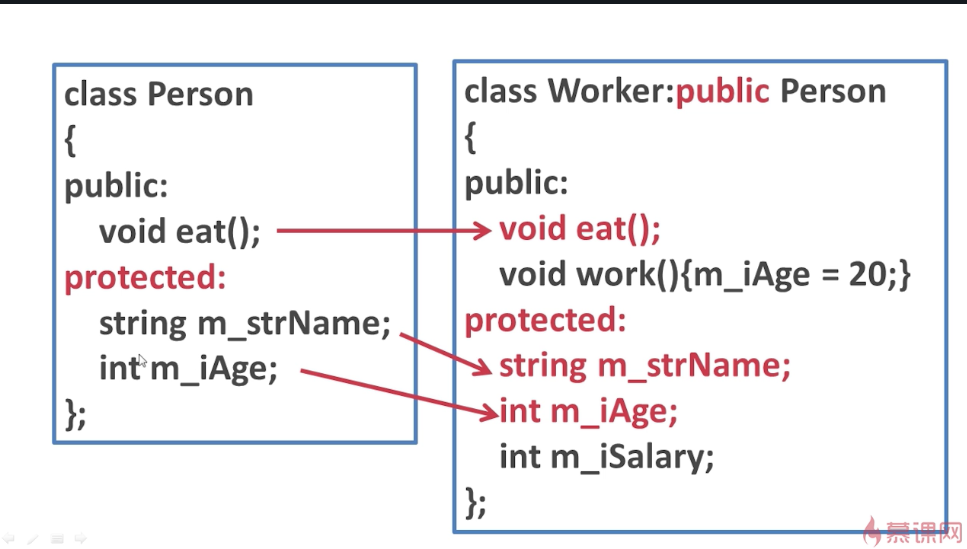 class Person
{
public:
void eat();
protected:
string m_strName;
int m_iAge;
};
class Worker:public Person
{
public:
void eat();
void work(){m_iAge = 20;}
protected:
string m_strName;
int m_iAge;
int m_iSalary;
};
慕课网